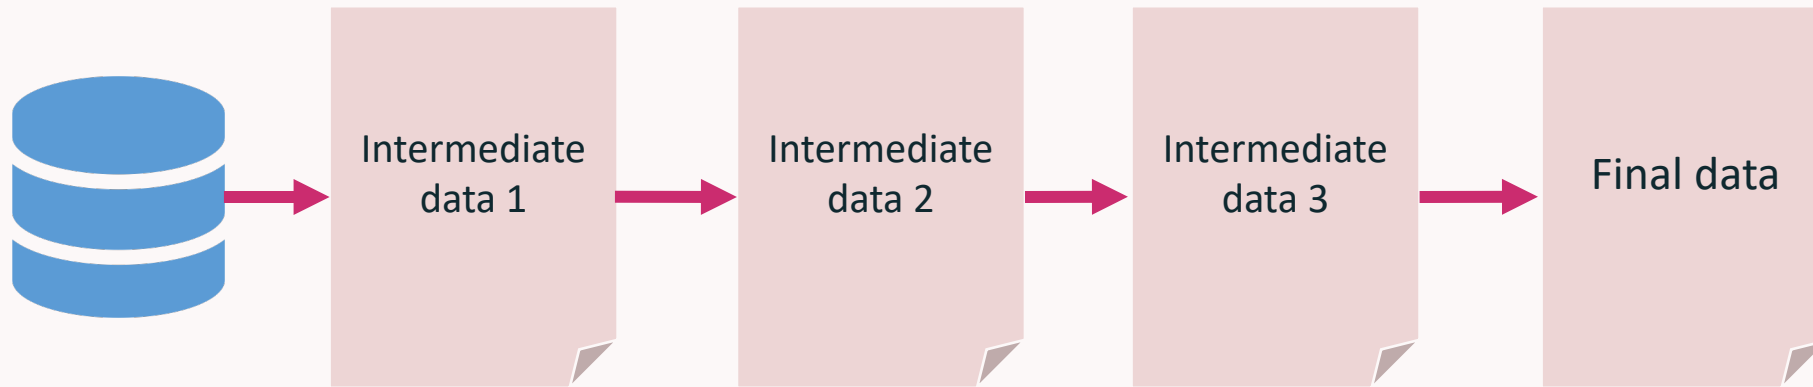 Intermediate
data 1
Intermediate
data 2
Intermediate
data 3
Final data